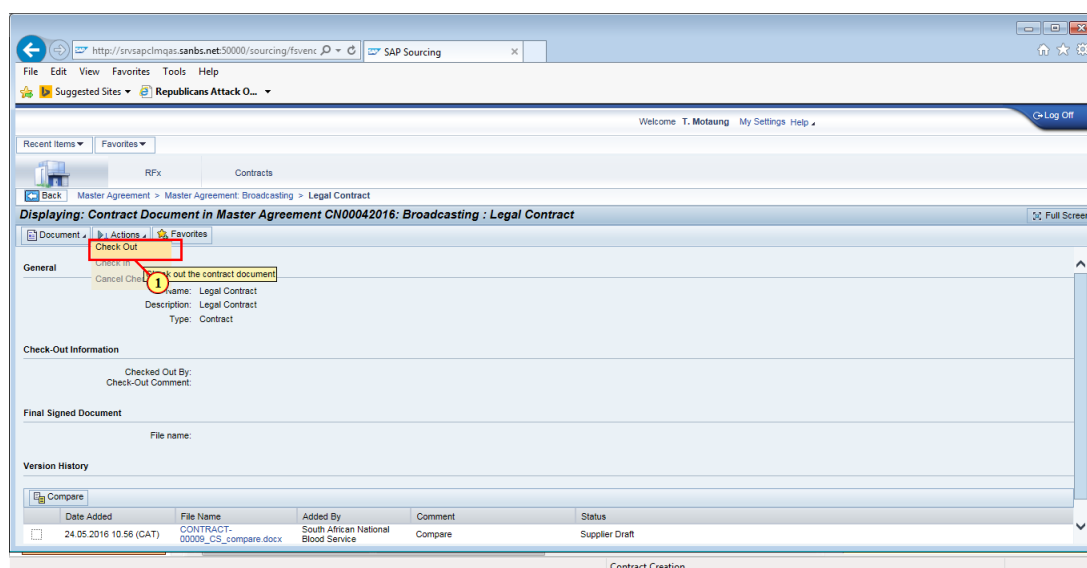 http://srvsapclmqas.sanbs.net:50000/sourcing/fsvenc
SAP Sourcing
File Edit View Favorites Tools Help
Suggested Sites Republicans Attack O...
Welcome T. Motaung My Settings Help
Log Off
Recent Items Favorites
RFx Contracts
Back Master Agreement > Master Agreement: Broadcasting > Legal Contract
Displaying: Contract Document in Master Agreement CN00042016: Broadcasting : Legal Contract
Full Screen
Document Actions Favorites
Check Out
Check In
General
Cancel Che
out the contract document
1
Name: Legal Contract
Description: Legal Contract
Type: Contract
Check-Out Information
Checked Out By:
Check-Out Comment:
Final Signed Document
File name:
Version History
Compare
Date Added File Name Added By Comment Status
24.05.2016 10.56 (CAT) CONTRACT-00009_CS_compare.docx South African National Blood Service Compare Supplier Draft
Contract Creation